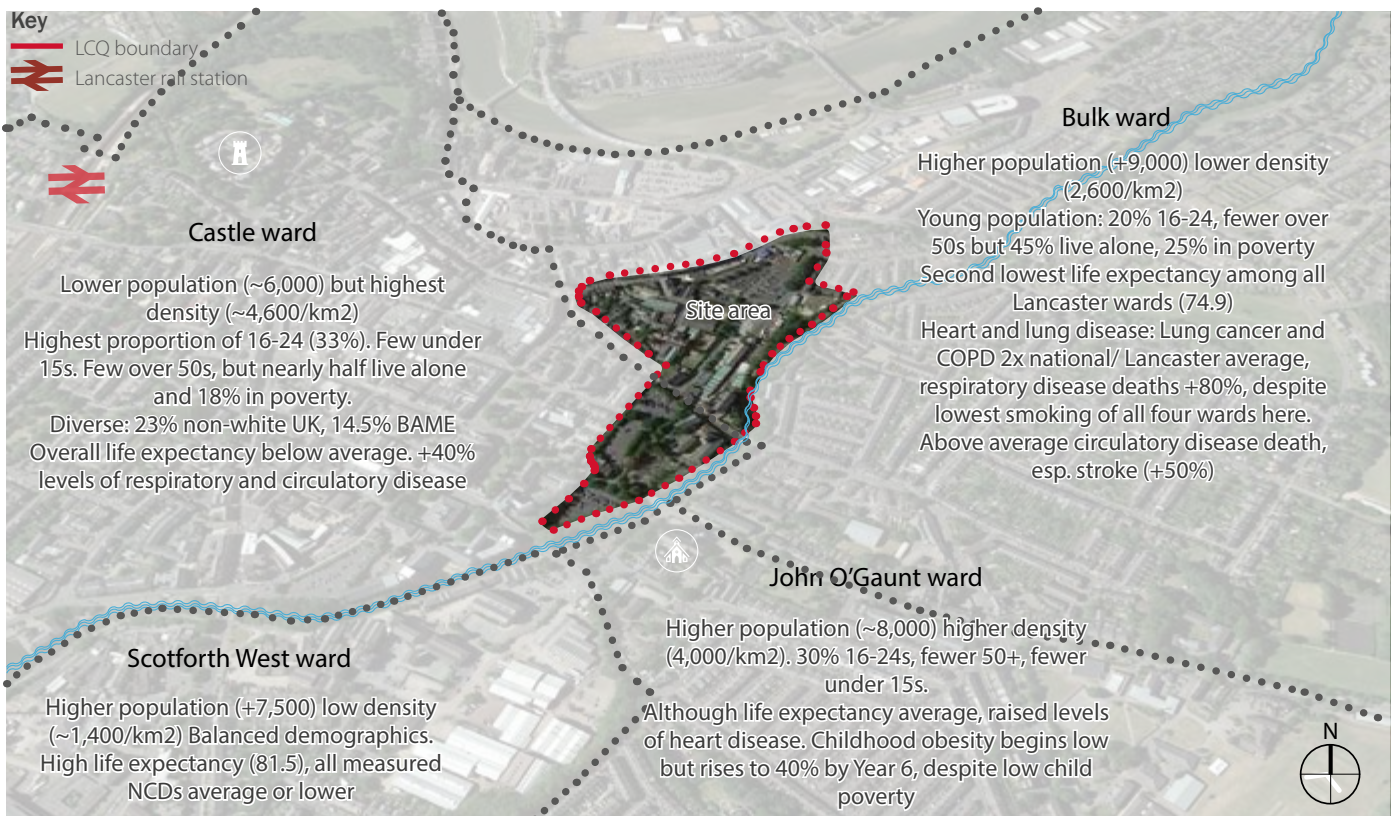 Key
LCQ boundary
Lancaster rail station
Castle ward
Lower population (~6,000) but highest
density (~4,600/km2)
Highest proportion of 16-24 (33%). Few under
15s. Few over 50s, but nearly half live alone
and 18% in poverty.
Diverse: 23% non-white UK, 14.5% BAME
Overall life expectancy below average. +40%
levels of respiratory and circulatory disease
Site area
Bulk ward
Higher population (+9,000) lower density
(2,600/km2)
Young population: 20% 16-24, fewer over
50s but 45% live alone, 25% in poverty
Second lowest life expectancy among all
Lancaster wards (74.9)
Heart and lung disease: Lung cancer and
COPD 2x national/ Lancaster average,
respiratory disease deaths +80%, despite
lowest smoking of all four wards here.
Above average circulatory disease death,
esp. stroke (+50%)
Scotforth West ward
Higher population (+7,500) low density
(~1,400/km2) Balanced demographics.
High life expectancy (81.5), all measured
NCDs average or lower
John O'Gaunt ward
Higher population (~8,000) higher density
(4,000/km2). 30% 16-24s, fewer 50+, fewer
under 15s.
Although life expectancy average, raised levels
of heart disease. Childhood obesity begins low
but rises to 40% by Year 6, despite low child
poverty
N